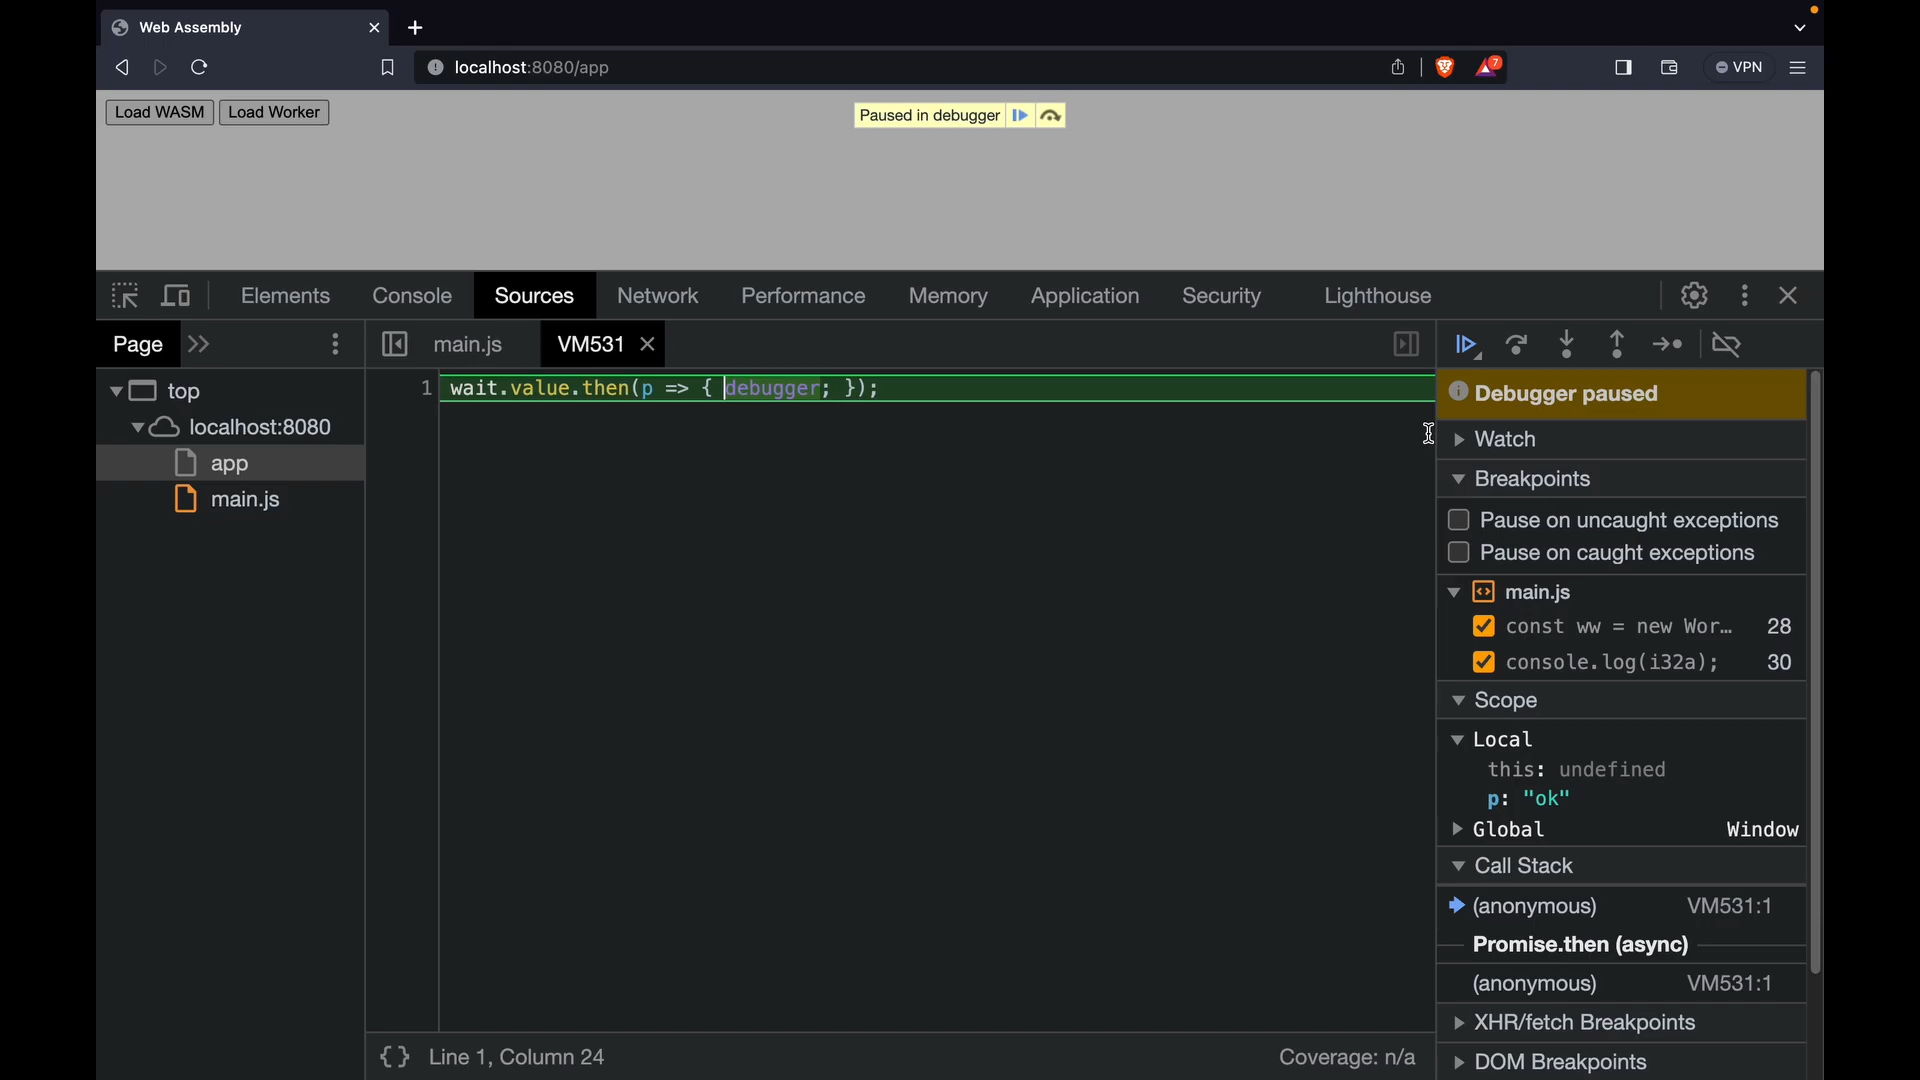 Web Assembly
localhost:8080/app
7
VPN
Load WASM
Load Worker
Paused in debugger
Elements
Console
Sources
Network
Performance
Memory
Application
Security
Lighthouse
Page
main.js
VM531
top
localhost:8080
app
main.js
1
wait.value.then(p => { debugger; });
Line 1, Column 24
Coverage: n/a
Debugger paused
Watch
Breakpoints
Pause on uncaught exceptions
Pause on caught exceptions
main.js
const ww = new Wor… 28
console.log(i32a); 30
Scope
Local
this: undefined
p: "ok"
Global Window
Call Stack
(anonymous) VM531:1
Promise.then (async)
(anonymous) VM531:1
XHR/fetch Breakpoints
DOM Breakpoints